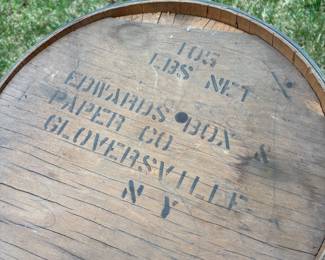 105
LBS NET
EDWARDS BOX &
PAPER CO
GLOVERSVILLE
N Y